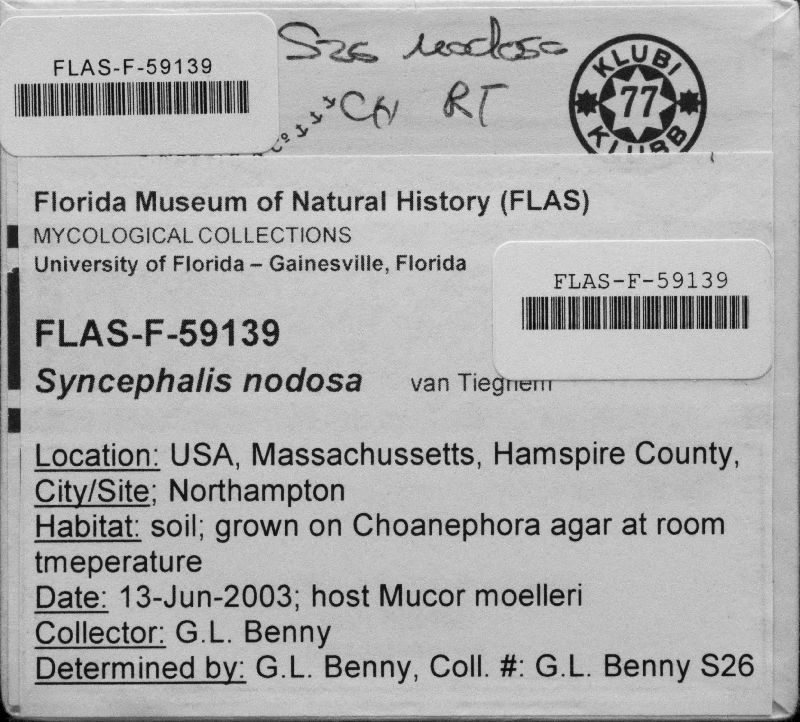 FLAS-F-59139
S26 nodosa
CH RT
KLUBI
77
KLUBB
Florida Museum of Natural History (FLAS)
MYCOLOGICAL COLLECTIONS
University of Florida – Gainesville, Florida
FLAS-F-59139
FLAS-F-59139
Syncephalis nodosa van Tieghem
Location: USA, Massachussetts, Hamspire County,
City/Site; Northampton
Habitat: soil; grown on Choanephora agar at room
tmeperature
Date: 13-Jun-2003; host Mucor moelleri
Collector: G.L. Benny
Determined by: G.L. Benny, Coll. #: G.L. Benny S26